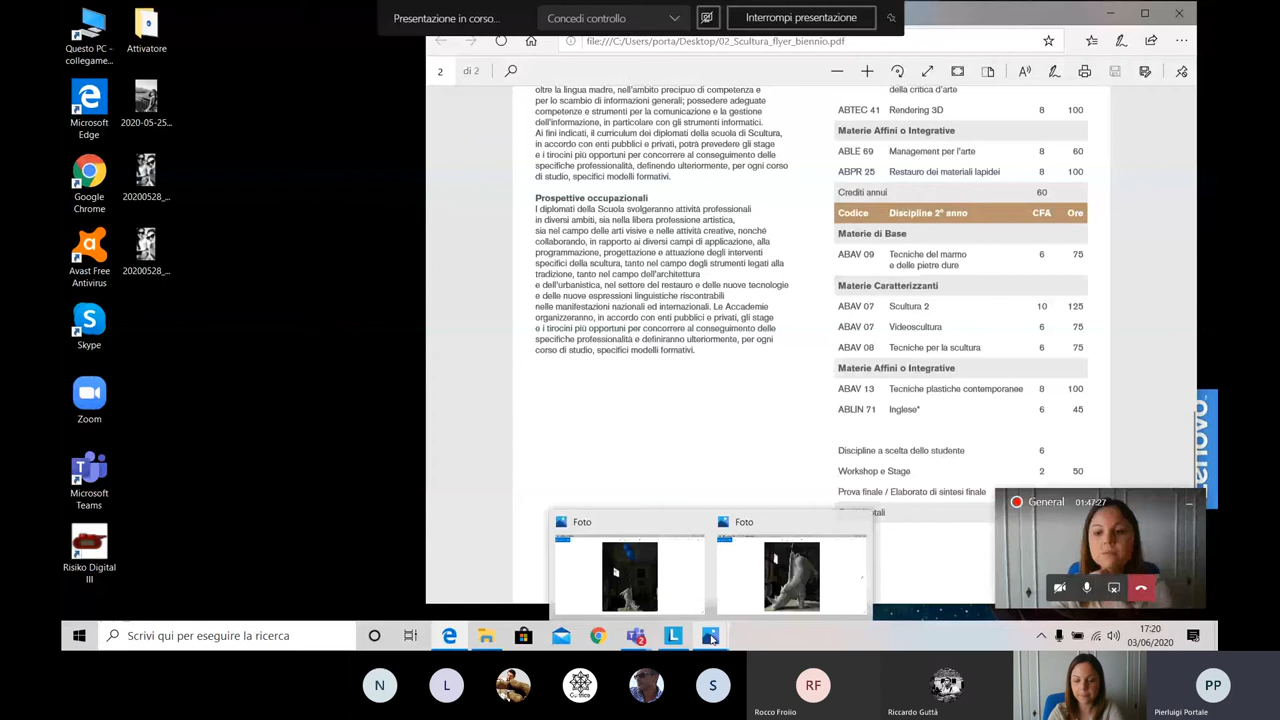 Presentazione in corso...
Concedi controllo
Interrompi presentazione
Questo PC - collegame...
Attivatore
Microsoft Edge
2020-05-25...
Google Chrome
20200528_...
Avast Free Antivirus
20200528_...
Skype
Zoom
Microsoft Teams
Risiko Digital III
file:///C:/Users/porta/Desktop/02_Scultura_flyer_biennio.pdf
2 di 2
oltre la lingua madre, nell'ambito precipuo di competenza e
per lo scambio di informazioni generali; possedere adeguate
competenze e strumenti per la comunicazione e la gestione
dell'informazione, in particolare con gli strumenti informatici.
Ai fini indicati, il curriculum dei diplomati della scuola di Scultura,
in accordo con enti pubblici e privati, potrà prevedere gli stage
e i tirocini più opportuni per concorrere al conseguimento delle
specifiche professionalità, definendo ulteriormente, per ogni corso
di studio, specifici modelli formativi.
Prospettive occupazionali
I diplomati della Scuola svolgeranno attività professionali
in diversi ambiti, sia nella libera professione artistica,
sia nel campo delle arti visive e nelle attività creative, nonché
collaborando, in rapporto ai diversi campi di applicazione, alla
programmazione, progettazione e attuazione degli interventi
specifici della scultura, tanto nel campo degli strumenti legati alla
tradizione, tanto nel campo dell'architettura
e dell'urbanistica, nel settore del restauro e delle nuove tecnologie
e delle nuove espressioni linguistiche riscontrabili
nelle manifestazioni nazionali ed internazionali. Le Accademie
organizzeranno, in accordo con enti pubblici e privati, gli stage
e i tirocini più opportuni per concorrere al conseguimento delle
specifiche professionalità e definiranno ulteriormente, per ogni
corso di studio, specifici modelli formativi.
della critica d'arte
ABTEC 41 Rendering 3D 8 100
Materie Affini o Integrative
ABLE 69 Management per l'arte 8 60
ABPR 25 Restauro dei materiali lapidei 8 100
Crediti annui 60
Codice Discipline 2° anno CFA Ore
Materie di Base
ABAV 09 Tecniche del marmo 6 75
e delle pietre dure
Materie Caratterizzanti
ABAV 07 Scultura 2 10 125
ABAV 07 Videoscultura 6 75
ABAV 08 Tecniche per la scultura 6 75
Materie Affini o Integrative
ABAV 13 Tecniche plastiche contemporanee 8 100
ABLIN 71 Inglese* 6 45
Discipline a scelta dello studente 6
Workshop e Stage 2 50
Prova finale / Elaborato di sintesi finale
General 01:47:27
Foto
Foto
Scrivi qui per eseguire la ricerca
2
L
17:20
03/06/2020
N
L
S
RF
Rocco Froiio
Riccardo Guttà
PP
Pierluigi Portale